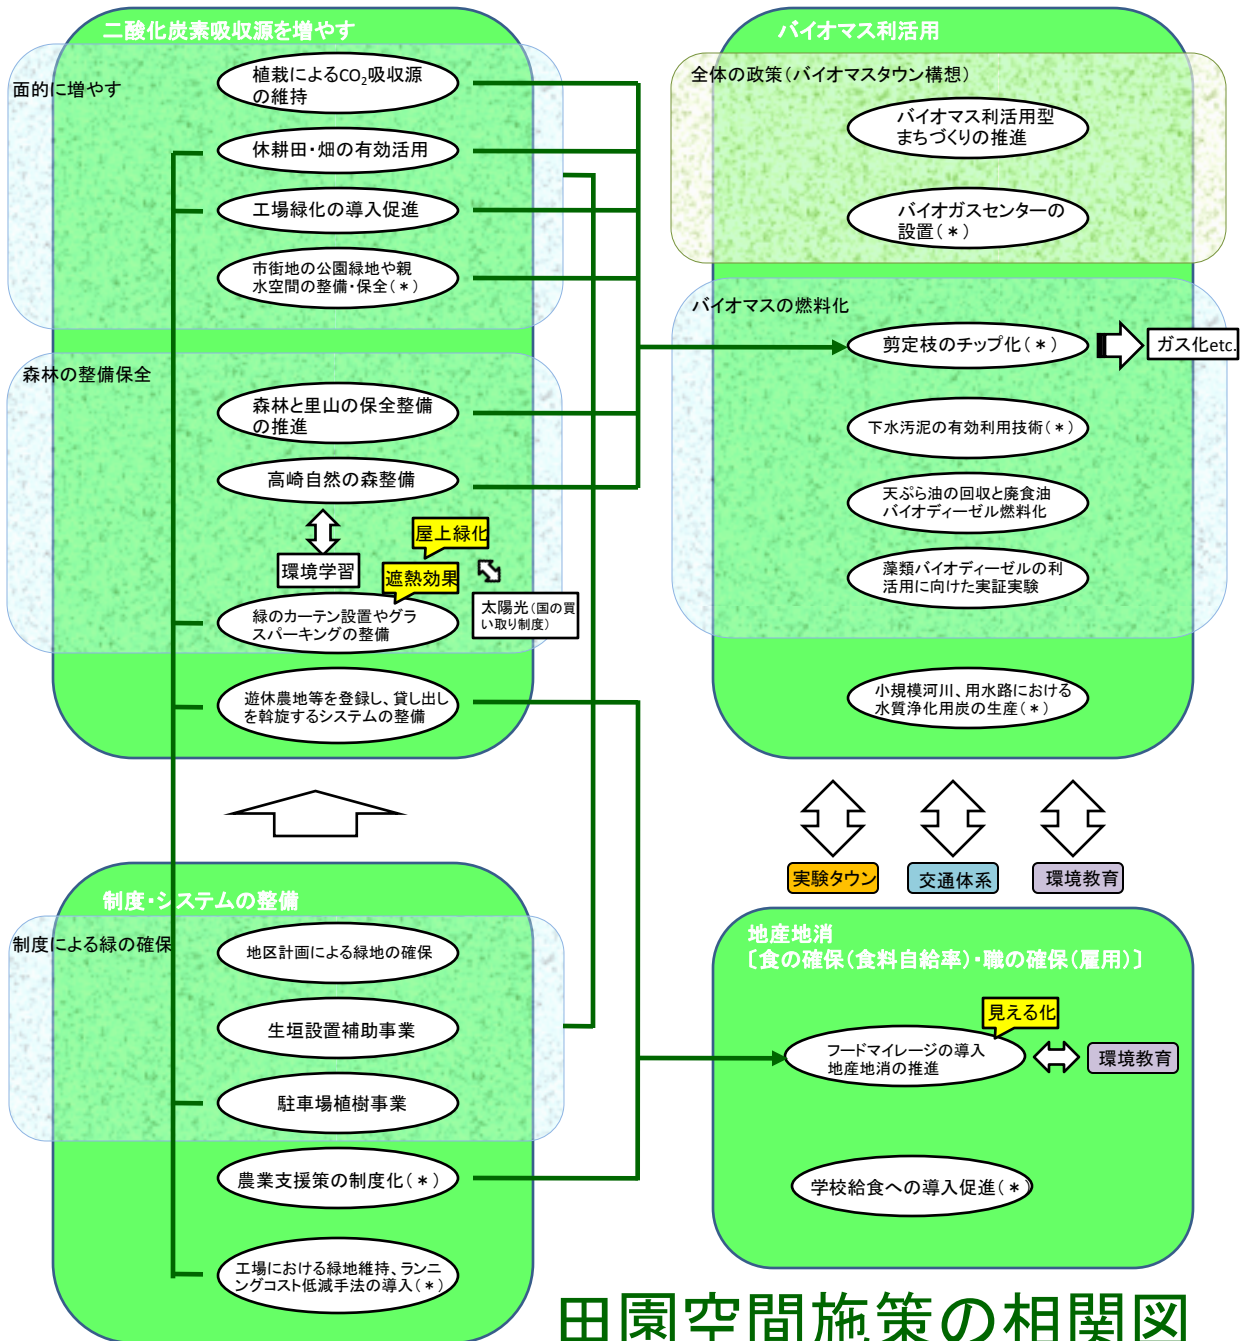 二酸化炭素吸収源を増やす
面的に増やす
植栽によるCO₂吸収源
の維持
休耕田・畑の有効活用
工場緑化の導入促進
市街地の公園緑地や親
水空間の整備・保全(＊)
森林の整備保全
森林と里山の保全整備
の推進
高崎自然の森整備
環境学習
屋上緑化
遮熱効果
太陽光(国の買
い取り制度)
緑のカーテン設置やグラ
スパーキングの整備
遊休農地等を登録し、貸し出し
を斡旋するシステムの整備
制度・システムの整備
制度による緑の確保
地区計画による緑地の確保
生垣設置補助事業
駐車場植樹事業
農業支援策の制度化(＊)
工場における緑地維持、ランニ
ングコスト低減手法の導入(＊)
バイオマス利活用
全体の政策(バイオマスタウン構想)
バイオマス利活用型
まちづくりの推進
バイオガスセンターの
設置(＊)
バイオマスの燃料化
剪定枝のチップ化(＊)
ガス化etc.
下水汚泥の有効利用技術(＊)
天ぷら油の回収と廃食油
バイオディーゼル燃料化
藻類バイオディーゼルの利
活用に向けた実証実験
小規模河川、用水路における
水質浄化用炭の生産(＊)
実験タウン
交通体系
環境教育
地産地消
〔食の確保(食料自給率)・職の確保(雇用)〕
見える化
フードマイレージの導入
地産地消の推進
環境教育
学校給食への導入促進(＊)
田園空間施策の相関図